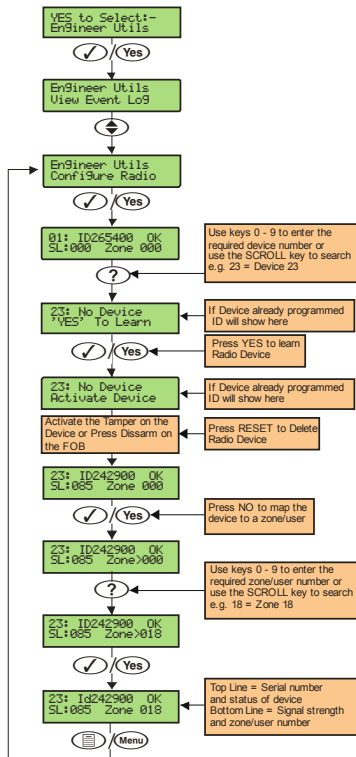 YES to Select:-
Engineer Utils
✓/Yes
Engineer Utils
View Event Log
Engineer Utils
Configure Radio
✓/Yes
01: ID265400 OK
SL:000 Zone 000
Use keys 0 - 9 to enter the
required device number or
use the SCROLL key to search
e.g. 23 = Device 23
?
23: No Device
'YES' To Learn
If Device already programmed
ID will show here
✓/Yes
Press YES to learn
Radio Device
23: No Device
Activate Device
If Device already programmed
ID will show here
Activate the Tamper on the
Device or Press Dissarm on
the FOB
Press RESET to Delete
Radio Device
23: ID242900 OK
SL:085 Zone 000
✓/Yes
Press NO to map the
device to a zone/user
23: ID242900 OK
SL:085 Zone>000
?
Use keys 0 - 9 to enter the
required zone/user number or
use the SCROLL key to search
e.g. 18 = Zone 18
23: ID242900 OK
SL:085 Zone>018
✓/Yes
23: Id242900 OK
SL:085 Zone 018
Top Line = Serial number
and status of device
Bottom Line = Signal strength
and zone/user number
/Menu